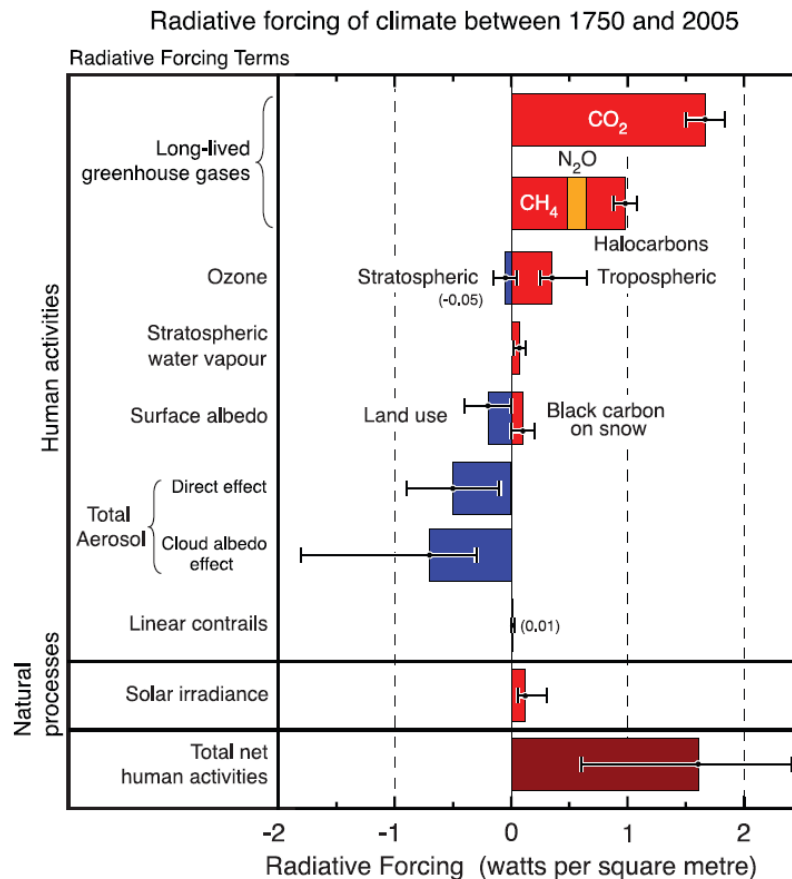 Radiative forcing of climate between 1750 and 2005
Radiative Forcing Terms
Human activities
Long-lived
greenhouse gases
CO₂
N₂O
CH₄
Halocarbons
Ozone
Stratospheric
(-0.05)
Tropospheric
Stratospheric
water vapour
Surface albedo
Land use
Black carbon
on snow
Total
Aerosol
Direct effect
Cloud albedo
effect
Linear contrails
(0.01)
Natural
processes
Solar irradiance
Total net
human activities
-2 -1 0 1 2
Radiative Forcing (watts per square metre)